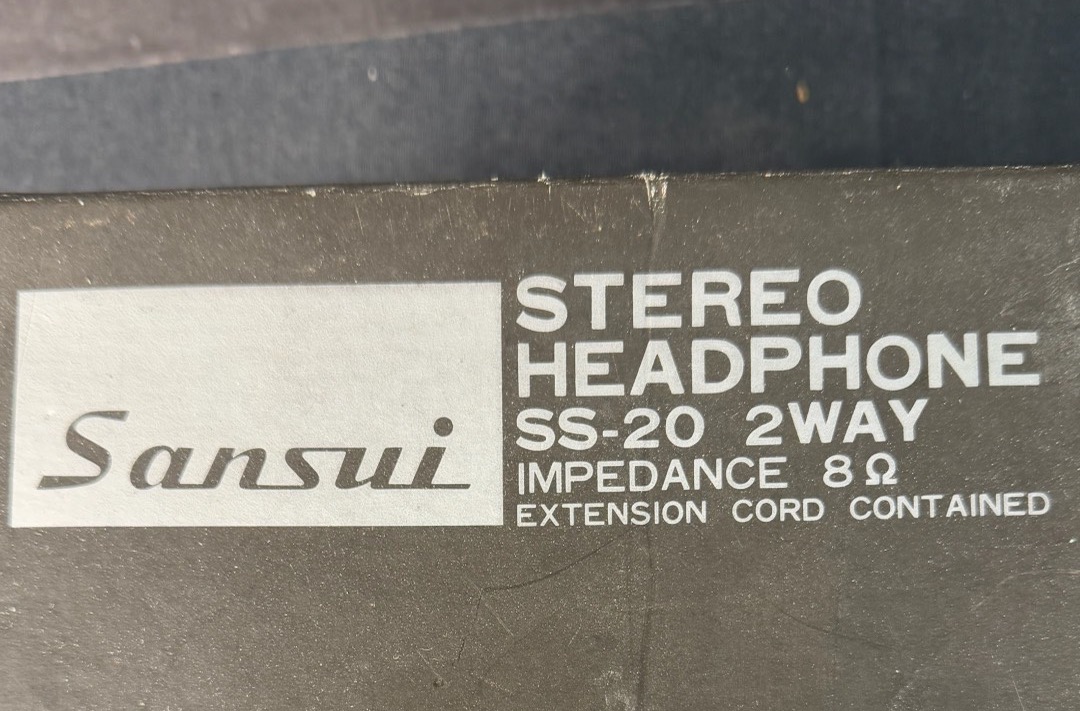 Sansui
STEREO
HEADPHONE
SS-20 2WAY
IMPEDANCE 8Ω
EXTENSION CORD CONTAINED